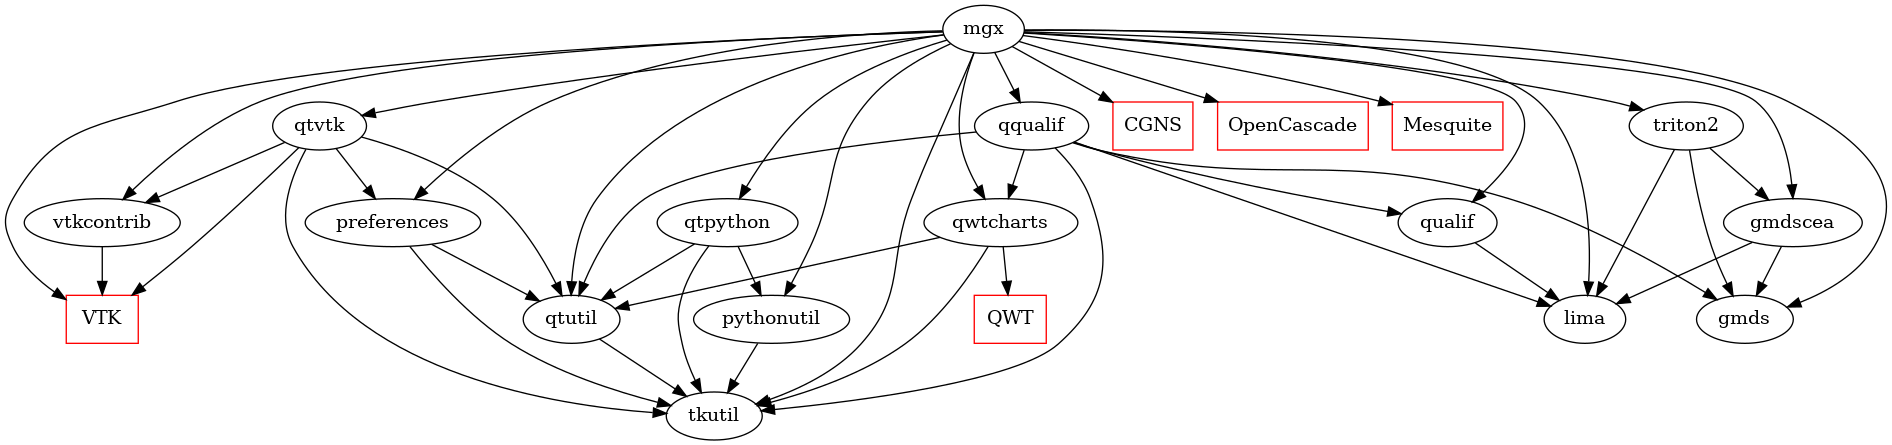 mgx
qtvtk
qqualif
CGNS
OpenCascade
Mesquite
triton2
vtkcontrib
preferences
qtpython
qwtcharts
qualif
gmdscea
VTK
qtutil
pythonutil
QWT
lima
gmds
tkutil